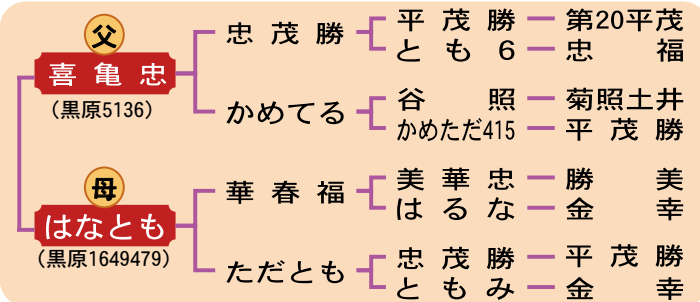 父
喜亀忠
(黒原5136)
忠茂勝
平茂勝 第20平茂
とも6 忠福
かめてる
谷照 菊照土井
かめただ415 平茂勝
母
はなとも
(黒原1649479)
華春福
美華忠 勝美
はるな 金幸
ただとも
忠茂勝 平茂勝
ともみ 金幸